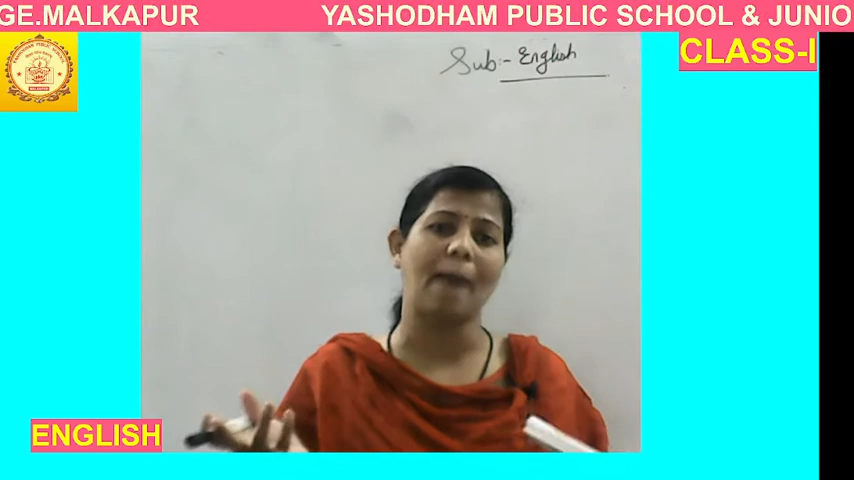 GE.MALKAPUR YASHODHAM PUBLIC SCHOOL & JUNIO
CLASS-I
Sub:- English
ENGLISH